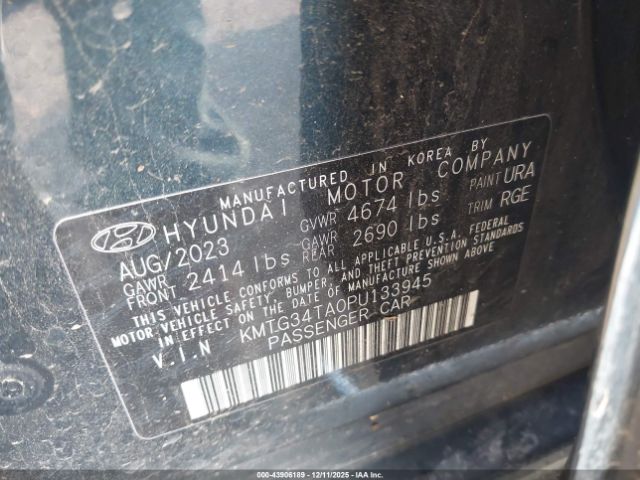 MANUFACTURED IN KOREA BY
HYUNDAI MOTOR COMPANY
AUG/2023 GVWR 4674 lbs PAINT URA
GAWR FRONT 2414 lbs GAWR REAR 2690 lbs TRIM RGE
THIS VEHICLE CONFORMS TO ALL APPLICABLE U.S.A. FEDERAL
MOTOR VEHICLE SAFETY, BUMPER, AND THEFT PREVENTION STANDARDS
IN EFFECT ON THE DATE OF MANUFACTURE SHOWN ABOVE
V.I.N KMTG34TA0PU133945
PASSENGER CAR
000-43906189 - 12/11/2025 - IAA, Inc.